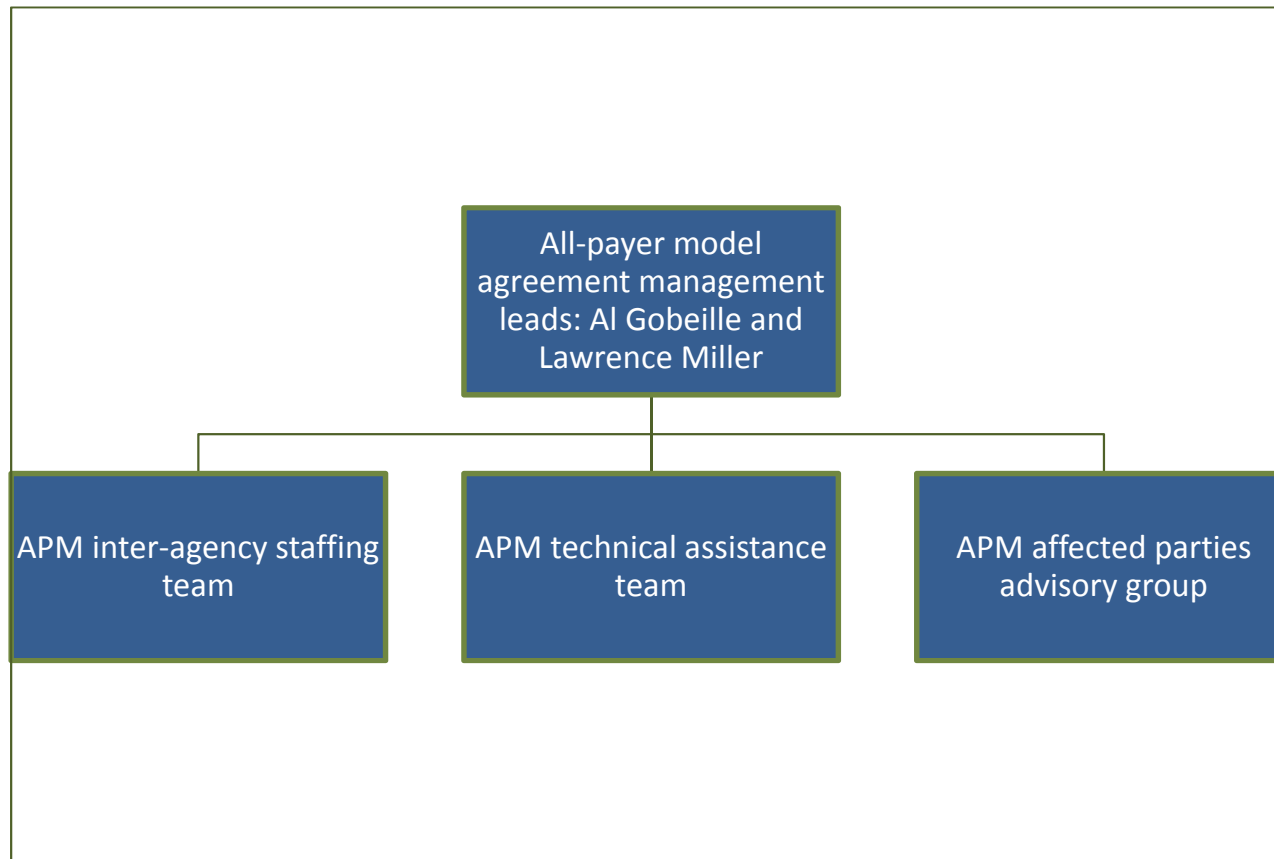 All-payer model
agreement management
leads: Al Gobeille and
Lawrence Miller
APM inter-agency staffing
team
APM technical assistance
team
APM affected parties
advisory group